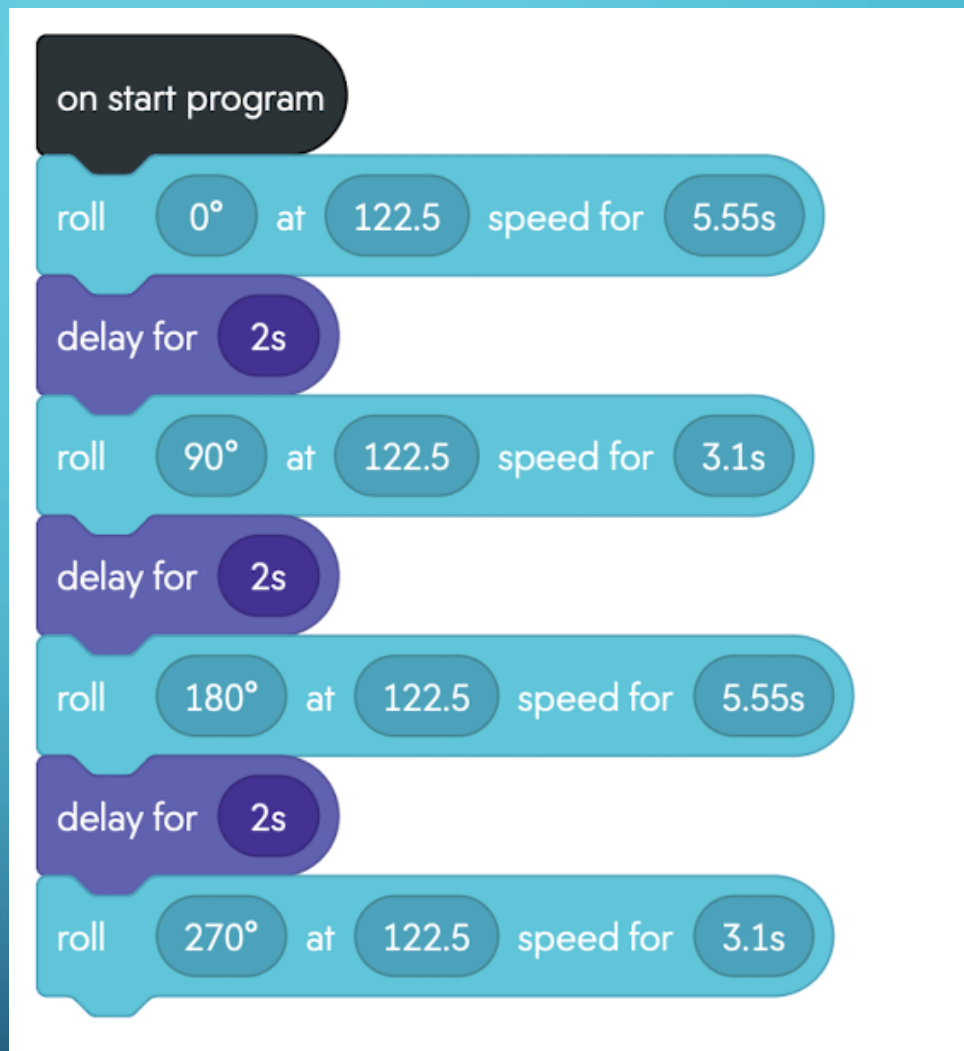 on start program
roll 0° at 122.5 speed for 5.55s
delay for 2s
roll 90° at 122.5 speed for 3.1s
delay for 2s
roll 180° at 122.5 speed for 5.55s
delay for 2s
roll 270° at 122.5 speed for 3.1s